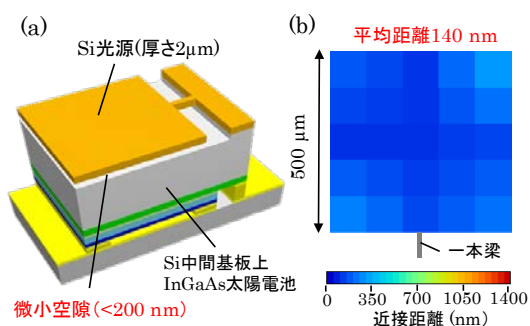 (a)
Si光源(厚さ2μm)
Si中間基板上
InGaAs太陽電池
微小空隙(<200 nm)
(b)
平均距離140 nm
500 μm
一本梁
0 350 700 1050 1400
近接距離 (nm)